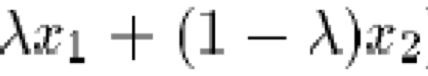 λx₁ + (1 − λ)x₂